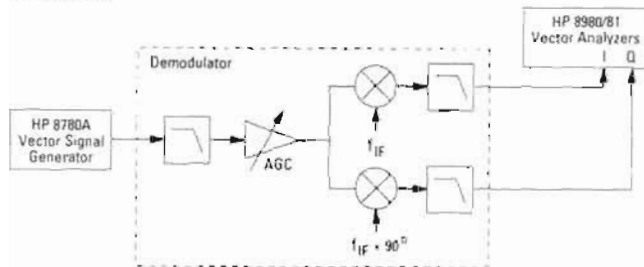 HP 8980/81
Vector Analyzers
I Q
Demodulator
HP 8780A
Vector Signal
Generator
AGC
fIF
fIF + 90°